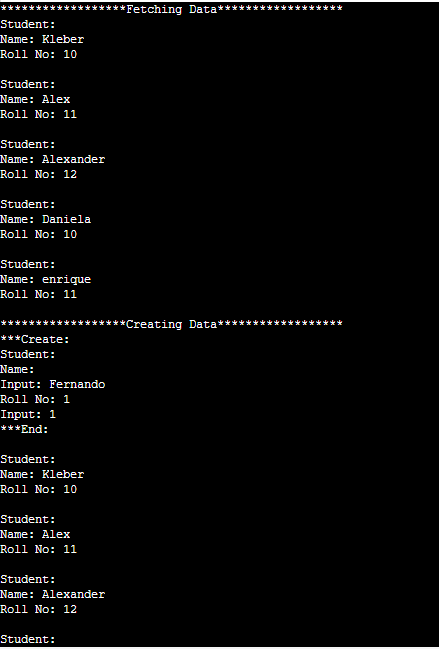 ******************Fetching Data******************
Student:
Name: Kleber
Roll No: 10
Student:
Name: Alex
Roll No: 11
Student:
Name: Alexander
Roll No: 12
Student:
Name: Daniela
Roll No: 10
Student:
Name: enrique
Roll No: 11
******************Creating Data******************
***Create:
Student:
Name:
Input: Fernando
Roll No: 1
Input: 1
***End:
Student:
Name: Kleber
Roll No: 10
Student:
Name: Alex
Roll No: 11
Student:
Name: Alexander
Roll No: 12
Student: